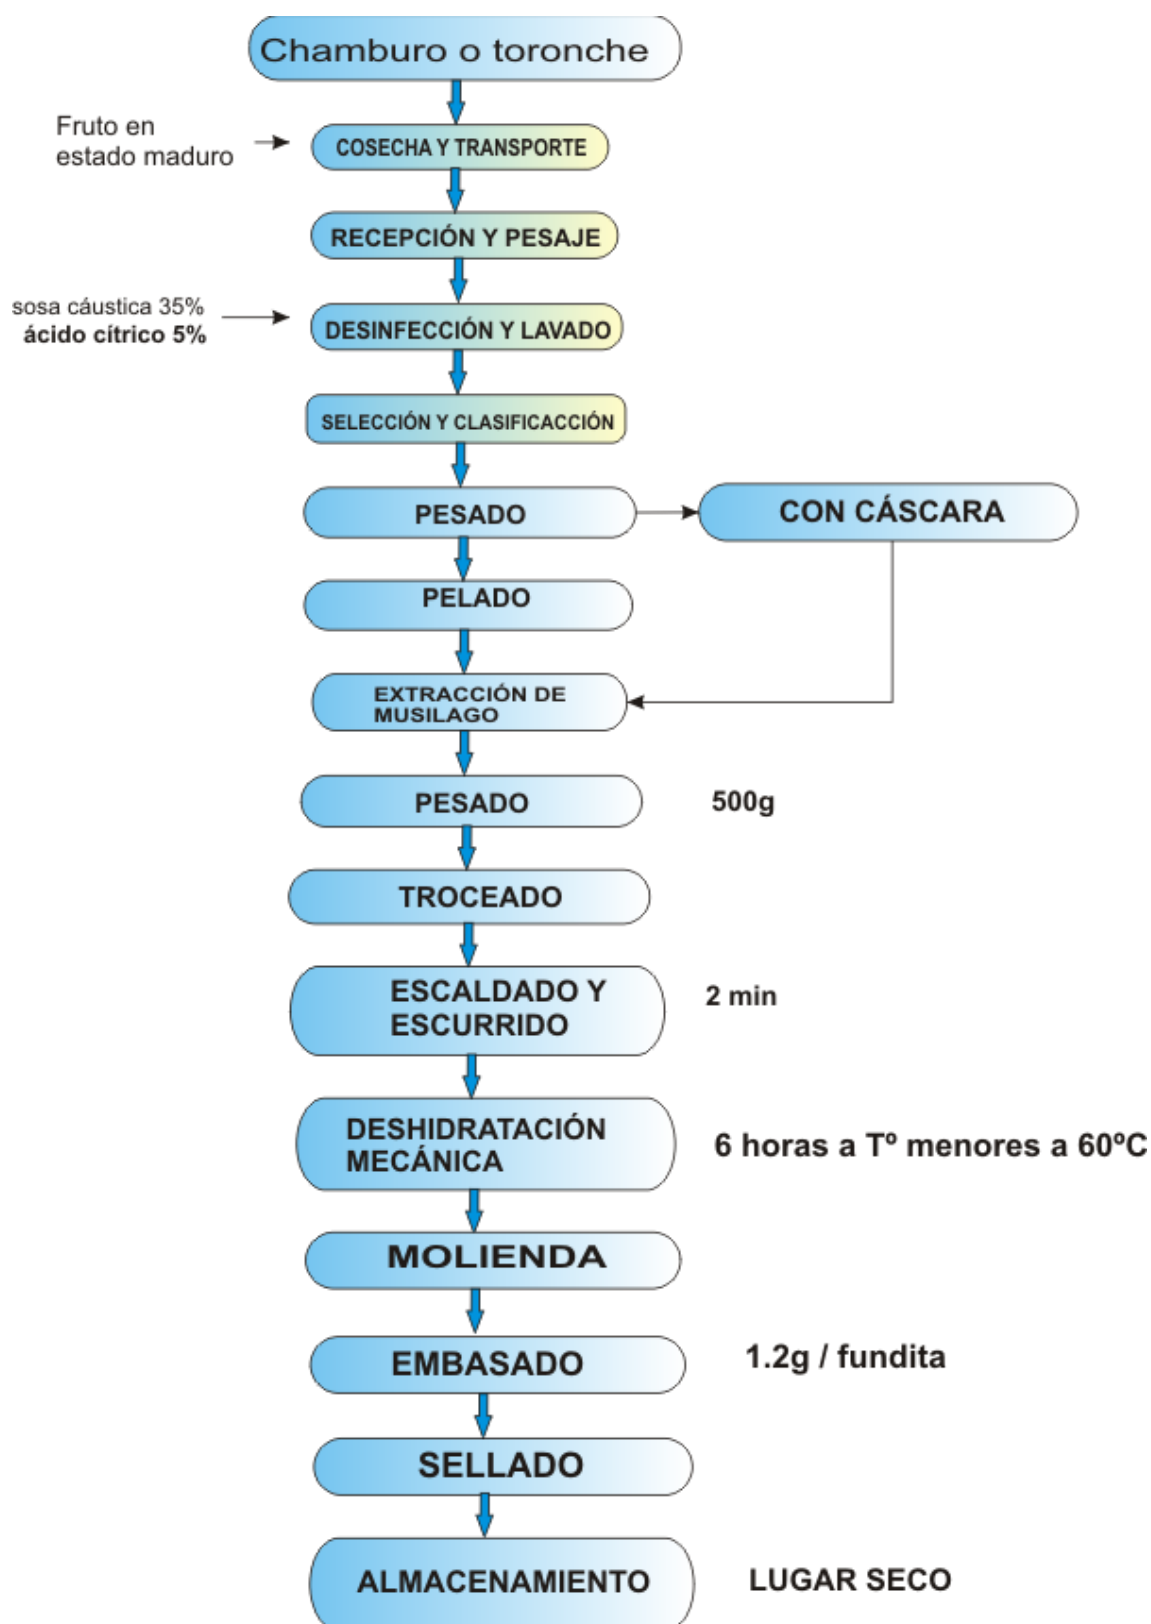 Chamburo o toronche
Fruto en
estado maduro
COSECHA Y TRANSPORTE
RECEPCIÓN Y PESAJE
sosa cáustica 35%
ácido cítrico 5%
DESINFECCIÓN Y LAVADO
SELECCIÓN Y CLASIFICACCIÓN
PESADO
CON CÁSCARA
PELADO
EXTRACCIÓN DE
MUSILAGO
PESADO
500g
TROCEADO
ESCALDADO Y
ESCURRIDO
2 min
DESHIDRATACIÓN
MECÁNICA
6 horas a Tº menores a 60ºC
MOLIENDA
EMBASADO
1.2g / fundita
SELLADO
ALMACENAMIENTO
LUGAR SECO